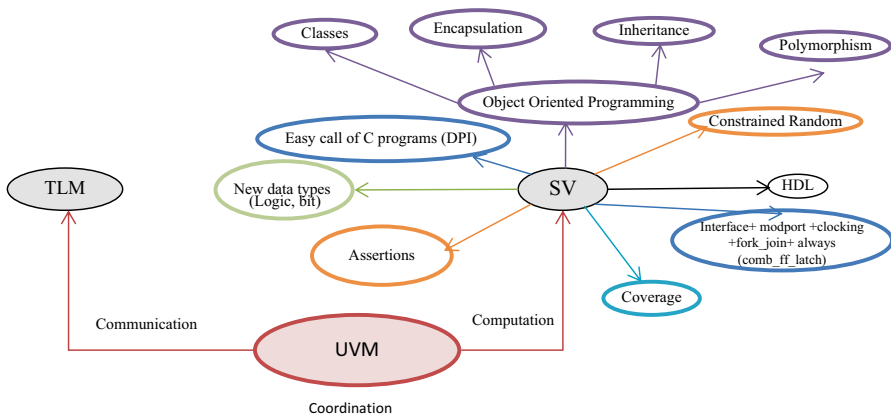 Classes
Encapsulation
Inheritance
Polymorphism
Object Oriented Programming
Constrained Random
Easy call of C programs (DPI)
TLM
New data types
(Logic, bit)
SV
HDL
Interface+ modport +clocking
+fork_join+ always
(comb_ff_latch)
Assertions
Coverage
Communication
Computation
UVM
Coordination